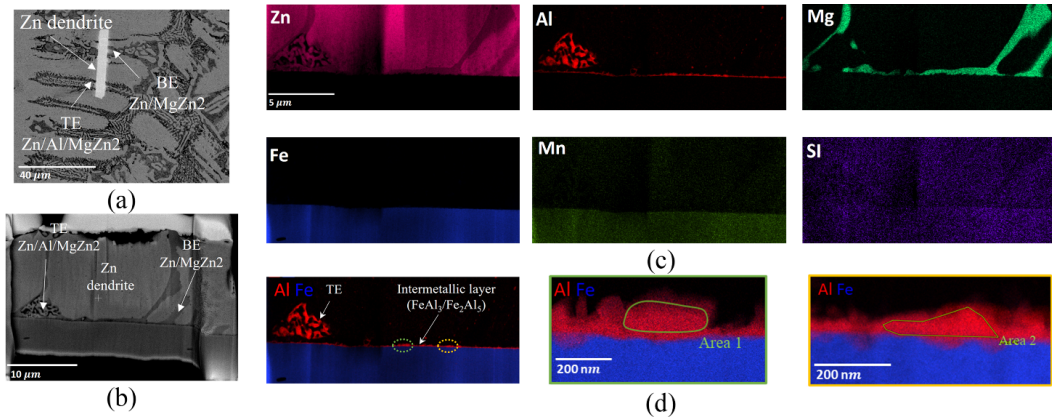 Zn dendrite
BE
Zn/MgZn2
TE
Zn/Al/MgZn2
40 μm
(a)
TE
Zn/Al/MgZn2
BE
Zn/MgZn2
Zn
dendrite
10 μm
(b)
Zn
5 μm
Al
Mg
Fe
Mn
SI
(c)
Al Fe
TE
Intermetallic layer
(FeAl₃/Fe₂Al₅)
Al Fe
Area 1
200 nm
Al Fe
Area 2
200 nm
(d)